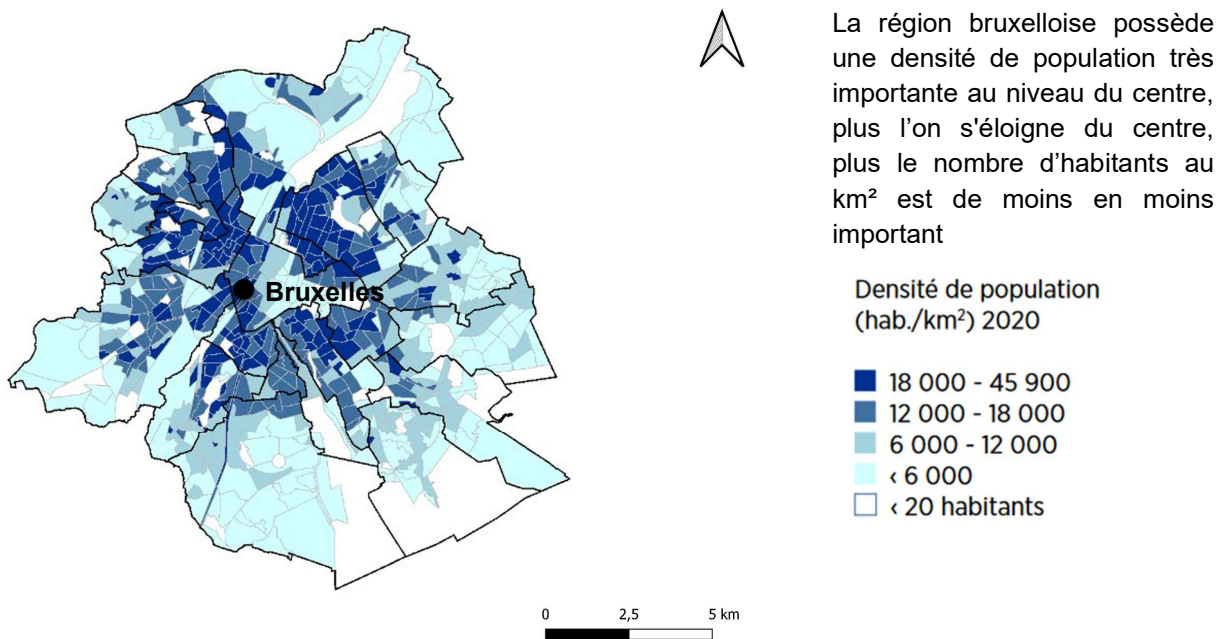 La région bruxelloise possède
une densité de population très
importante au niveau du centre,
plus l’on s'éloigne du centre,
plus le nombre d’habitants au
km² est de moins en moins
important
Bruxelles
Densité de population
(hab./km²) 2020
18 000 - 45 900
12 000 - 18 000
6 000 - 12 000
‹ 6 000
‹ 20 habitants
0 2,5 5 km